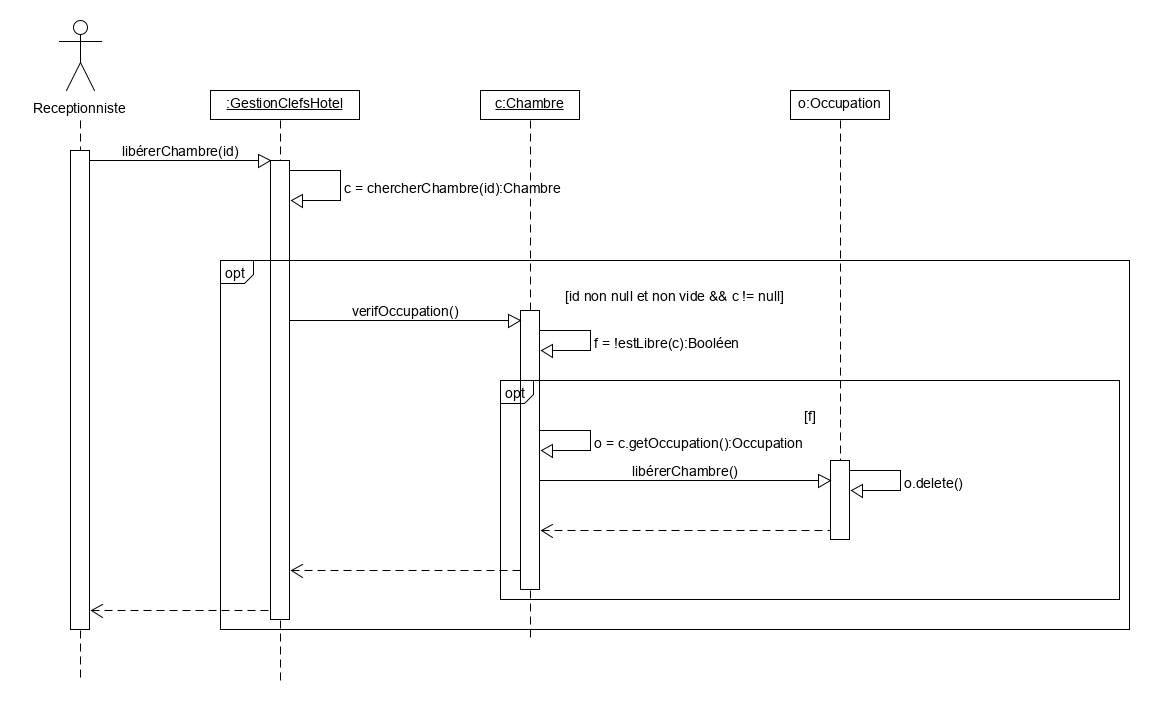 Receptionniste
:GestionClefsHotel
c:Chambre
o:Occupation
libérerChambre(id)
c = chercherChambre(id):Chambre
opt
[id non null et non vide && c != null]
verifOccupation()
f = !estLibre(c):Booléen
opt
[f]
o = c.getOccupation():Occupation
libérerChambre()
o.delete()